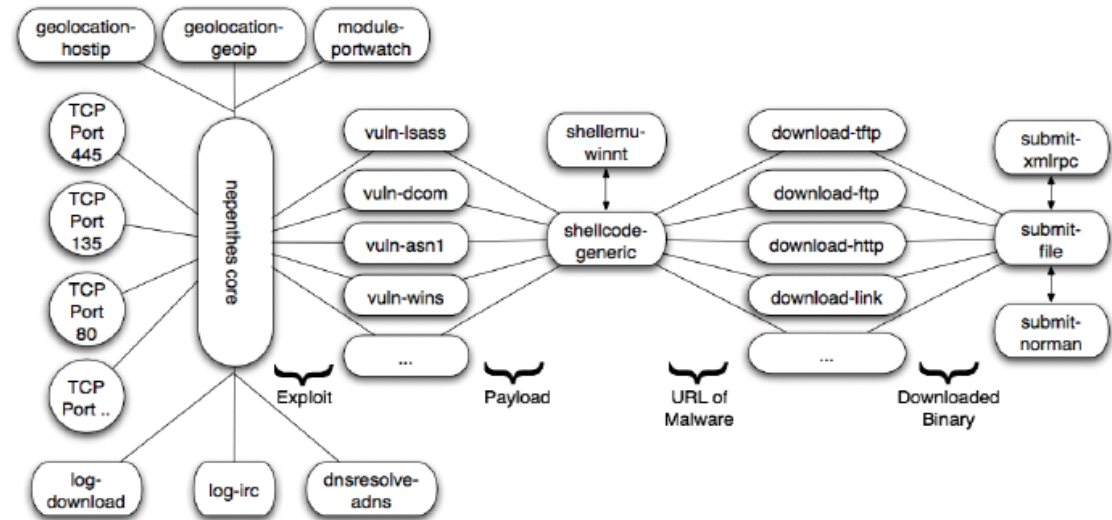 geolocation-
hostip
geolocation-
geoip
module-
portwatch
TCP
Port
445
TCP
Port
135
TCP
Port
80
TCP
Port ..
nepenthes core
vuln-lsass
vuln-dcom
vuln-asn1
vuln-wins
...
shellemu-
winnt
shellcode-
generic
download-tftp
download-ftp
download-http
download-link
...
submit-
xmlrpc
submit-
file
submit-
norman
Exploit
Payload
URL of
Malware
Downloaded
Binary
log-
download
log-irc
dnsresolve-
adns